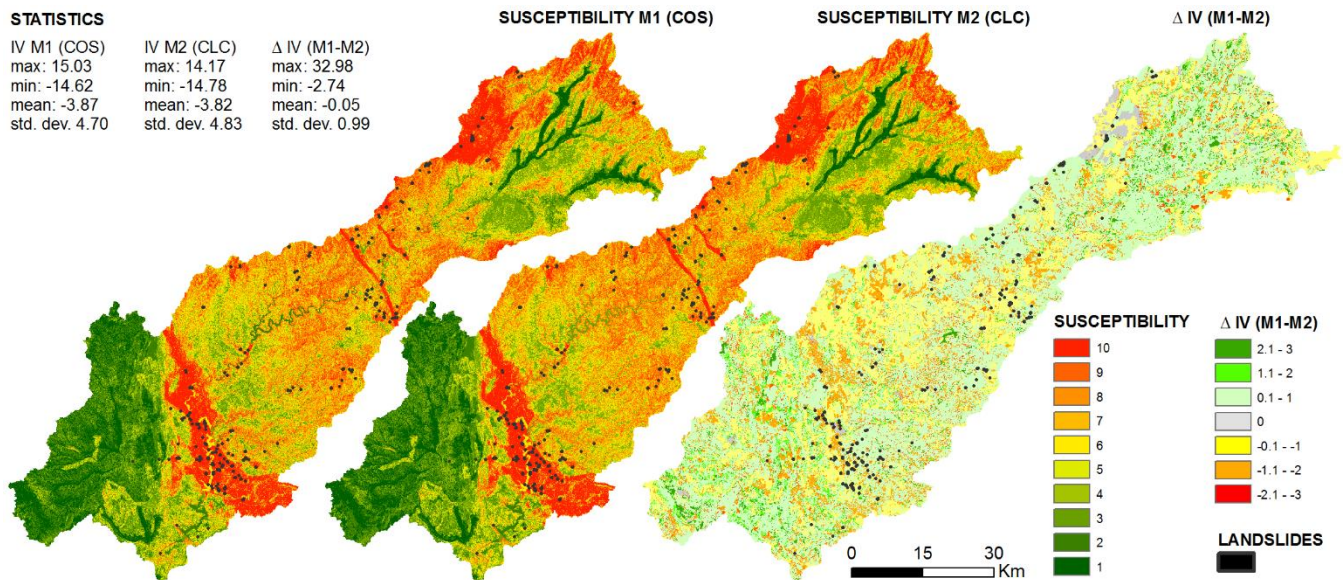 STATISTICS
SUSCEPTIBILITY M1 (COS)
SUSCEPTIBILITY M2 (CLC)
Δ IV (M1-M2)
IV M1 (COS)
max: 15.03
min: -14.62
mean: -3.87
std. dev. 4.70
IV M2 (CLC)
max: 14.17
min: -14.78
mean: -3.82
std. dev. 4.83
Δ IV (M1-M2)
max: 32.98
min: -2.74
mean: -0.05
std. dev. 0.99
SUSCEPTIBILITY
10
9
8
7
6
5
4
3
2
1
Δ IV (M1-M2)
2.1 - 3
1.1 - 2
0.1 - 1
0
-0.1 - -1
-1.1 - -2
-2.1 - -3
LANDSLIDES
0 15 30
Km